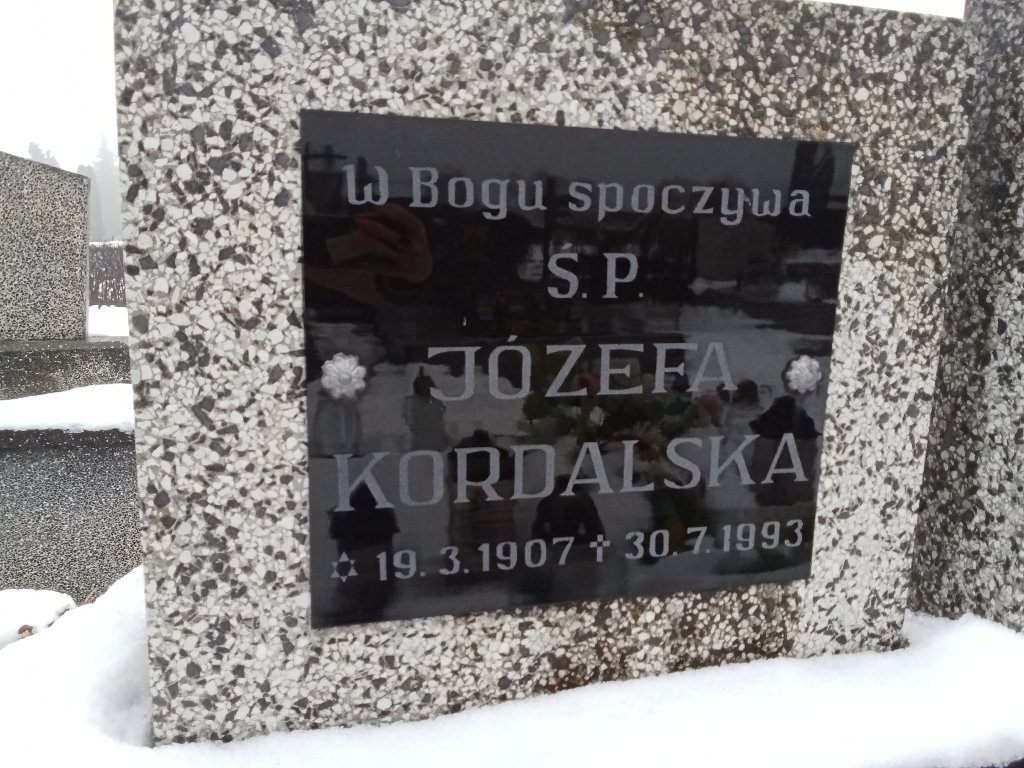 W Bogu spoczywa
Ś. P.
JÓZEFA
KORDALSKA
✡ 19. 3. 1907 ✝ 30. 7. 1993